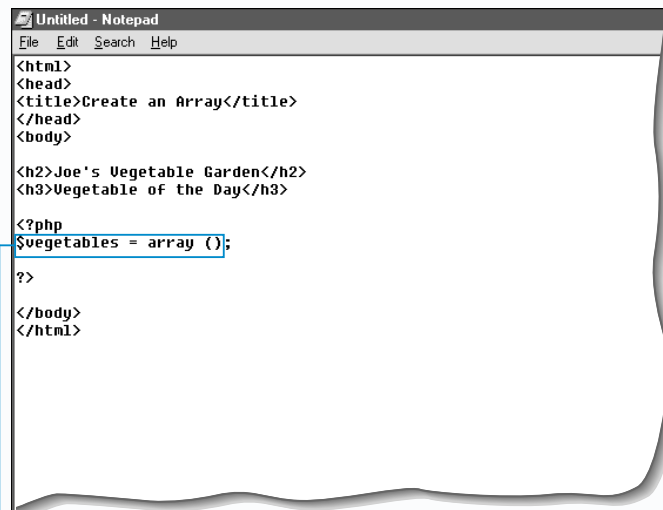 Untitled - Notepad
File Edit Search Help
<html>
<head>
<title>Create an Array</title>
</head>
<body>
<h2>Joe's Vegetable Garden</h2>
<h3>Vegetable of the Day</h3>
<?php
$vegetables = array ();
?>
</body>
</html>